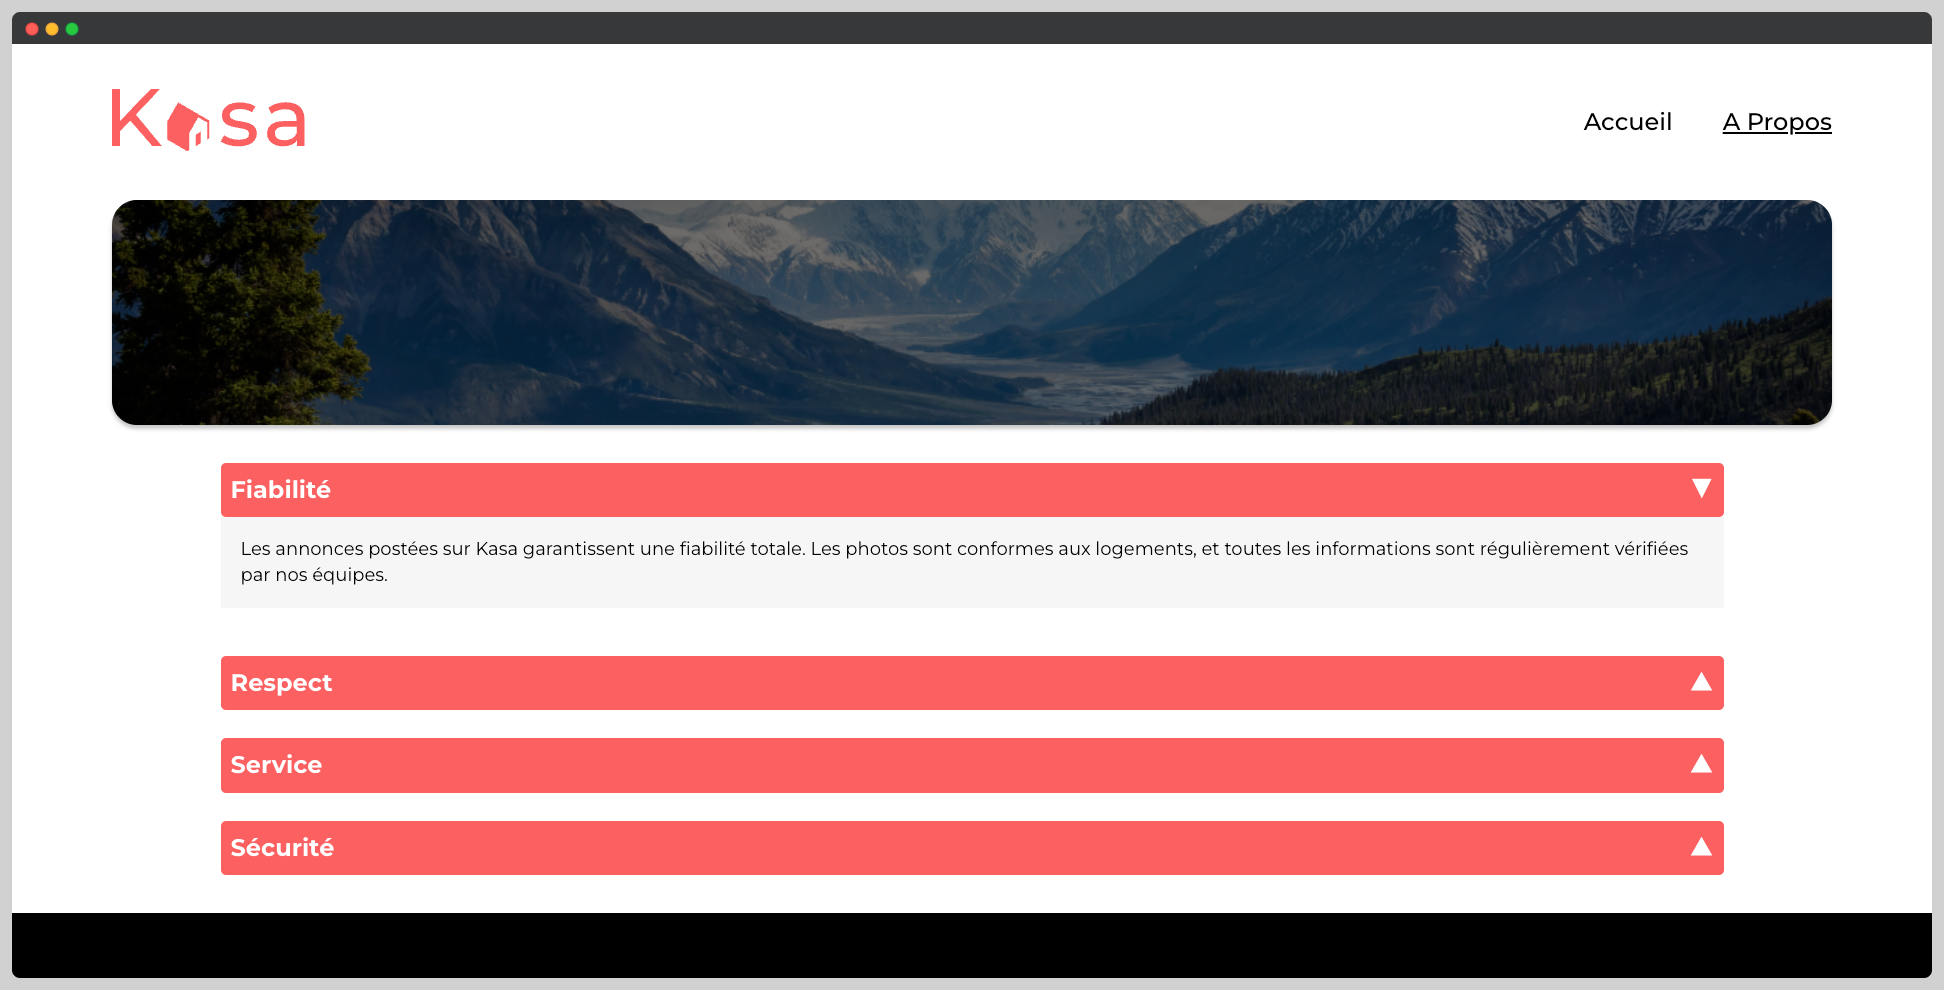 Kasa
Accueil A Propos
Fiabilité
Les annonces postées sur Kasa garantissent une fiabilité totale. Les photos sont conformes aux logements, et toutes les informations sont régulièrement vérifiées
par nos équipes.
Respect
Service
Sécurité